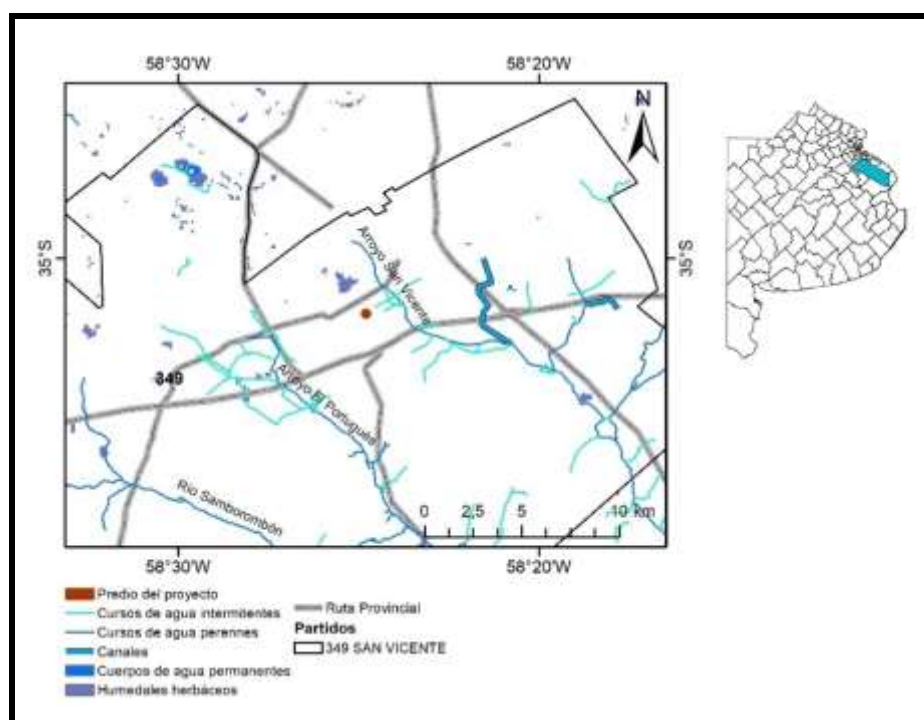 58°30'W 58°20'W
N
35°S 35°S
Arroyo San Vicente
349
Arroyo El Portugués
Río Samborombón
0 2,5 5 10 km
58°30'W 58°20'W
Predio del proyecto
Cursos de agua intermitentes
Cursos de agua perennes
Canales
Cuerpos de agua permanentes
Humedales herbáceos
Ruta Provincial
Partidos
349 SAN VICENTE